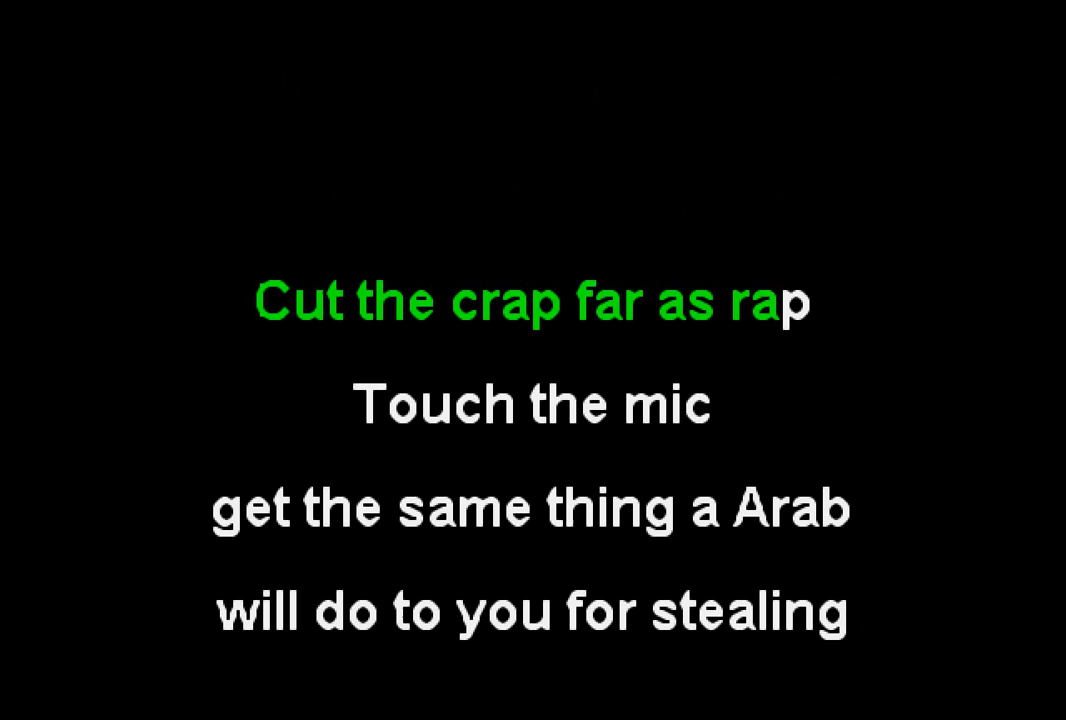 Cut the crap far as rap
Touch the mic
get the same thing a Arab
will do to you for stealing